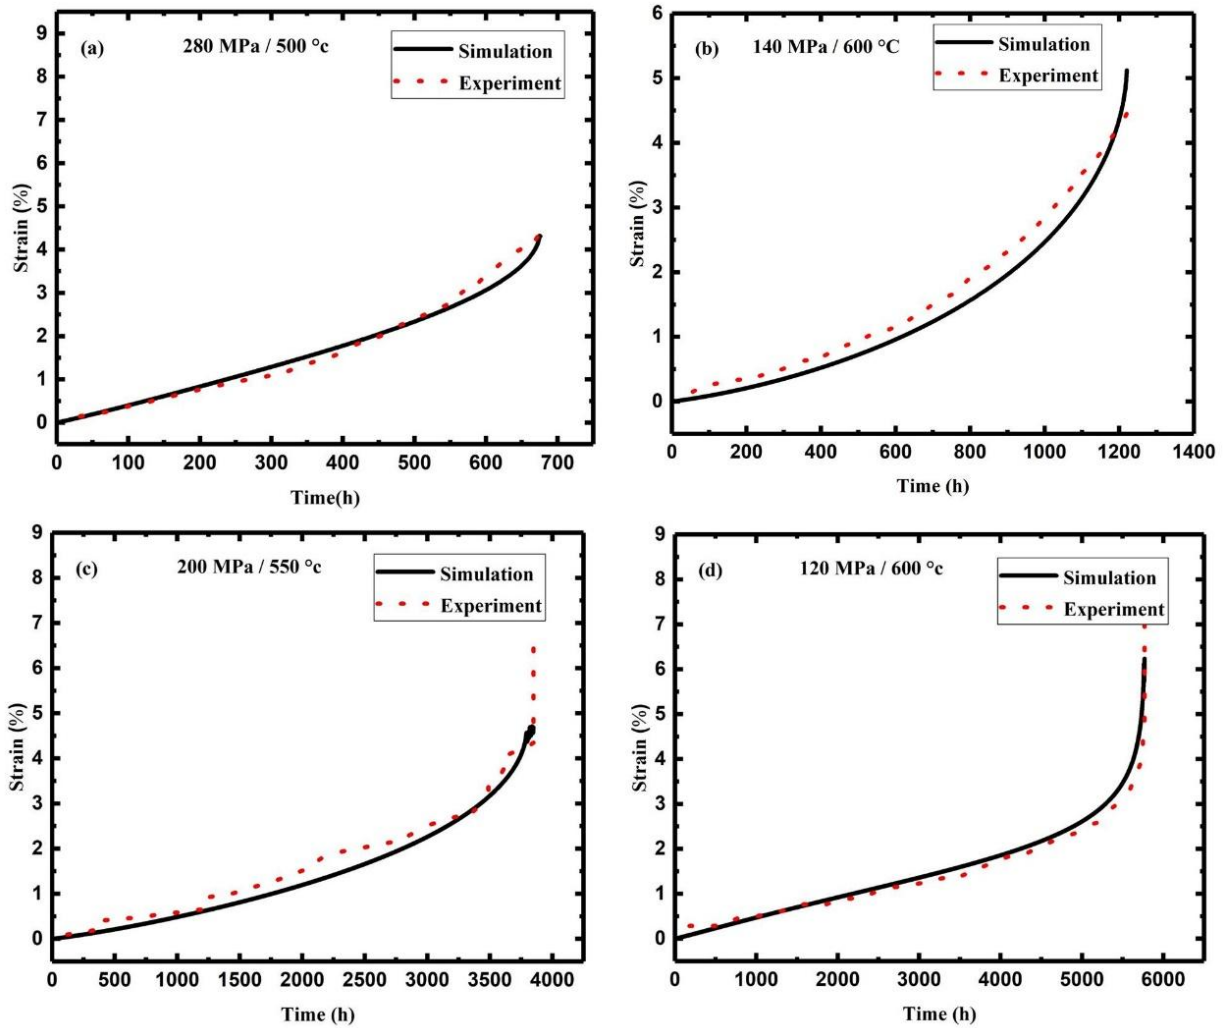 (a)
280 MPa / 500 °c
Simulation
Experiment
9
8
7
6
5
4
3
2
1
0
Strain (%)
0 100 200 300 400 500 600 700
Time(h)
(b)
140 MPa / 600 °C
Simulation
Experiment
6
5
4
3
2
1
0
Strain (%)
0 200 400 600 800 1000 1200 1400
Time (h)
(c)
200 MPa / 550 °c
Simulation
Experiment
9
8
7
6
5
4
3
2
1
0
Strain (%)
0 500 1000 1500 2000 2500 3000 3500 4000
Time (h)
(d)
120 MPa / 600 °c
Simulation
Experiment
9
8
7
6
5
4
3
2
1
0
Strain (%)
0 1000 2000 3000 4000 5000 6000
Time (h)